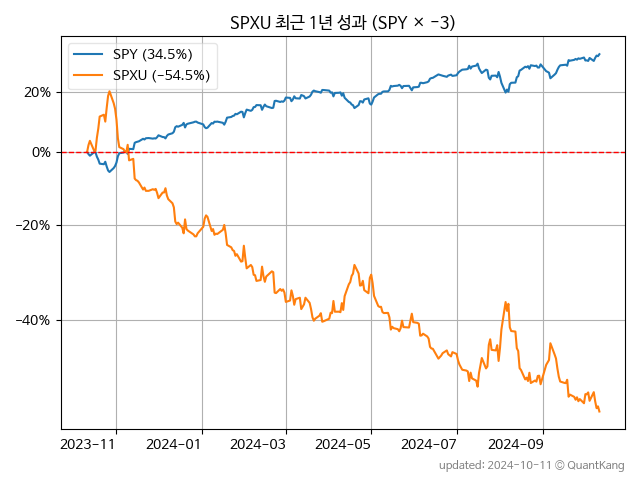 SPXU 최근 1년 성과 (SPY × −3)
SPY (34.5%)
SPXU (−54.5%)
20%
0%
−20%
−40%
2023−11 2024−01 2024−03 2024−05 2024−07 2024−09
updated: 2024-10-11 © QuantKang